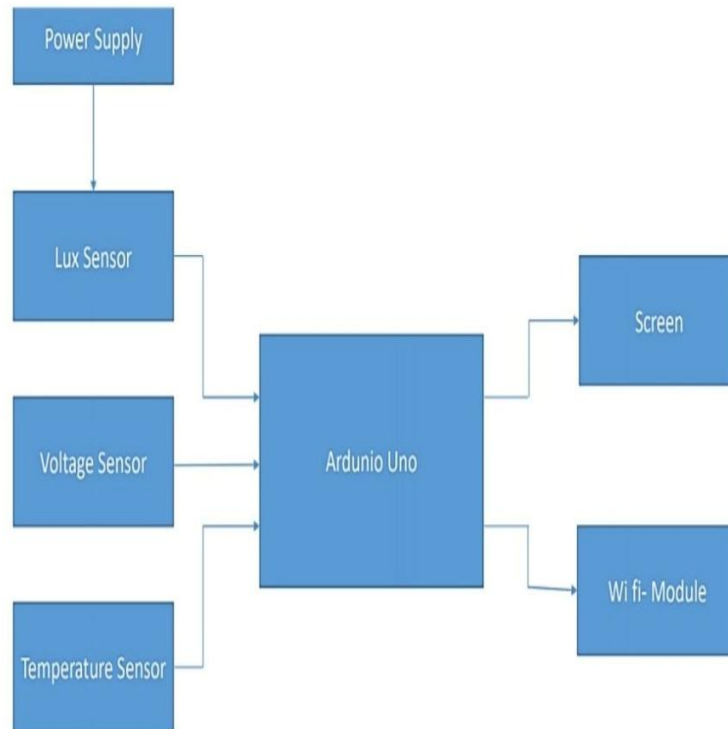 Power Supply
Lux Sensor
Screen
Voltage Sensor
Ardunio Uno
Wi fi- Module
Temperature Sensor